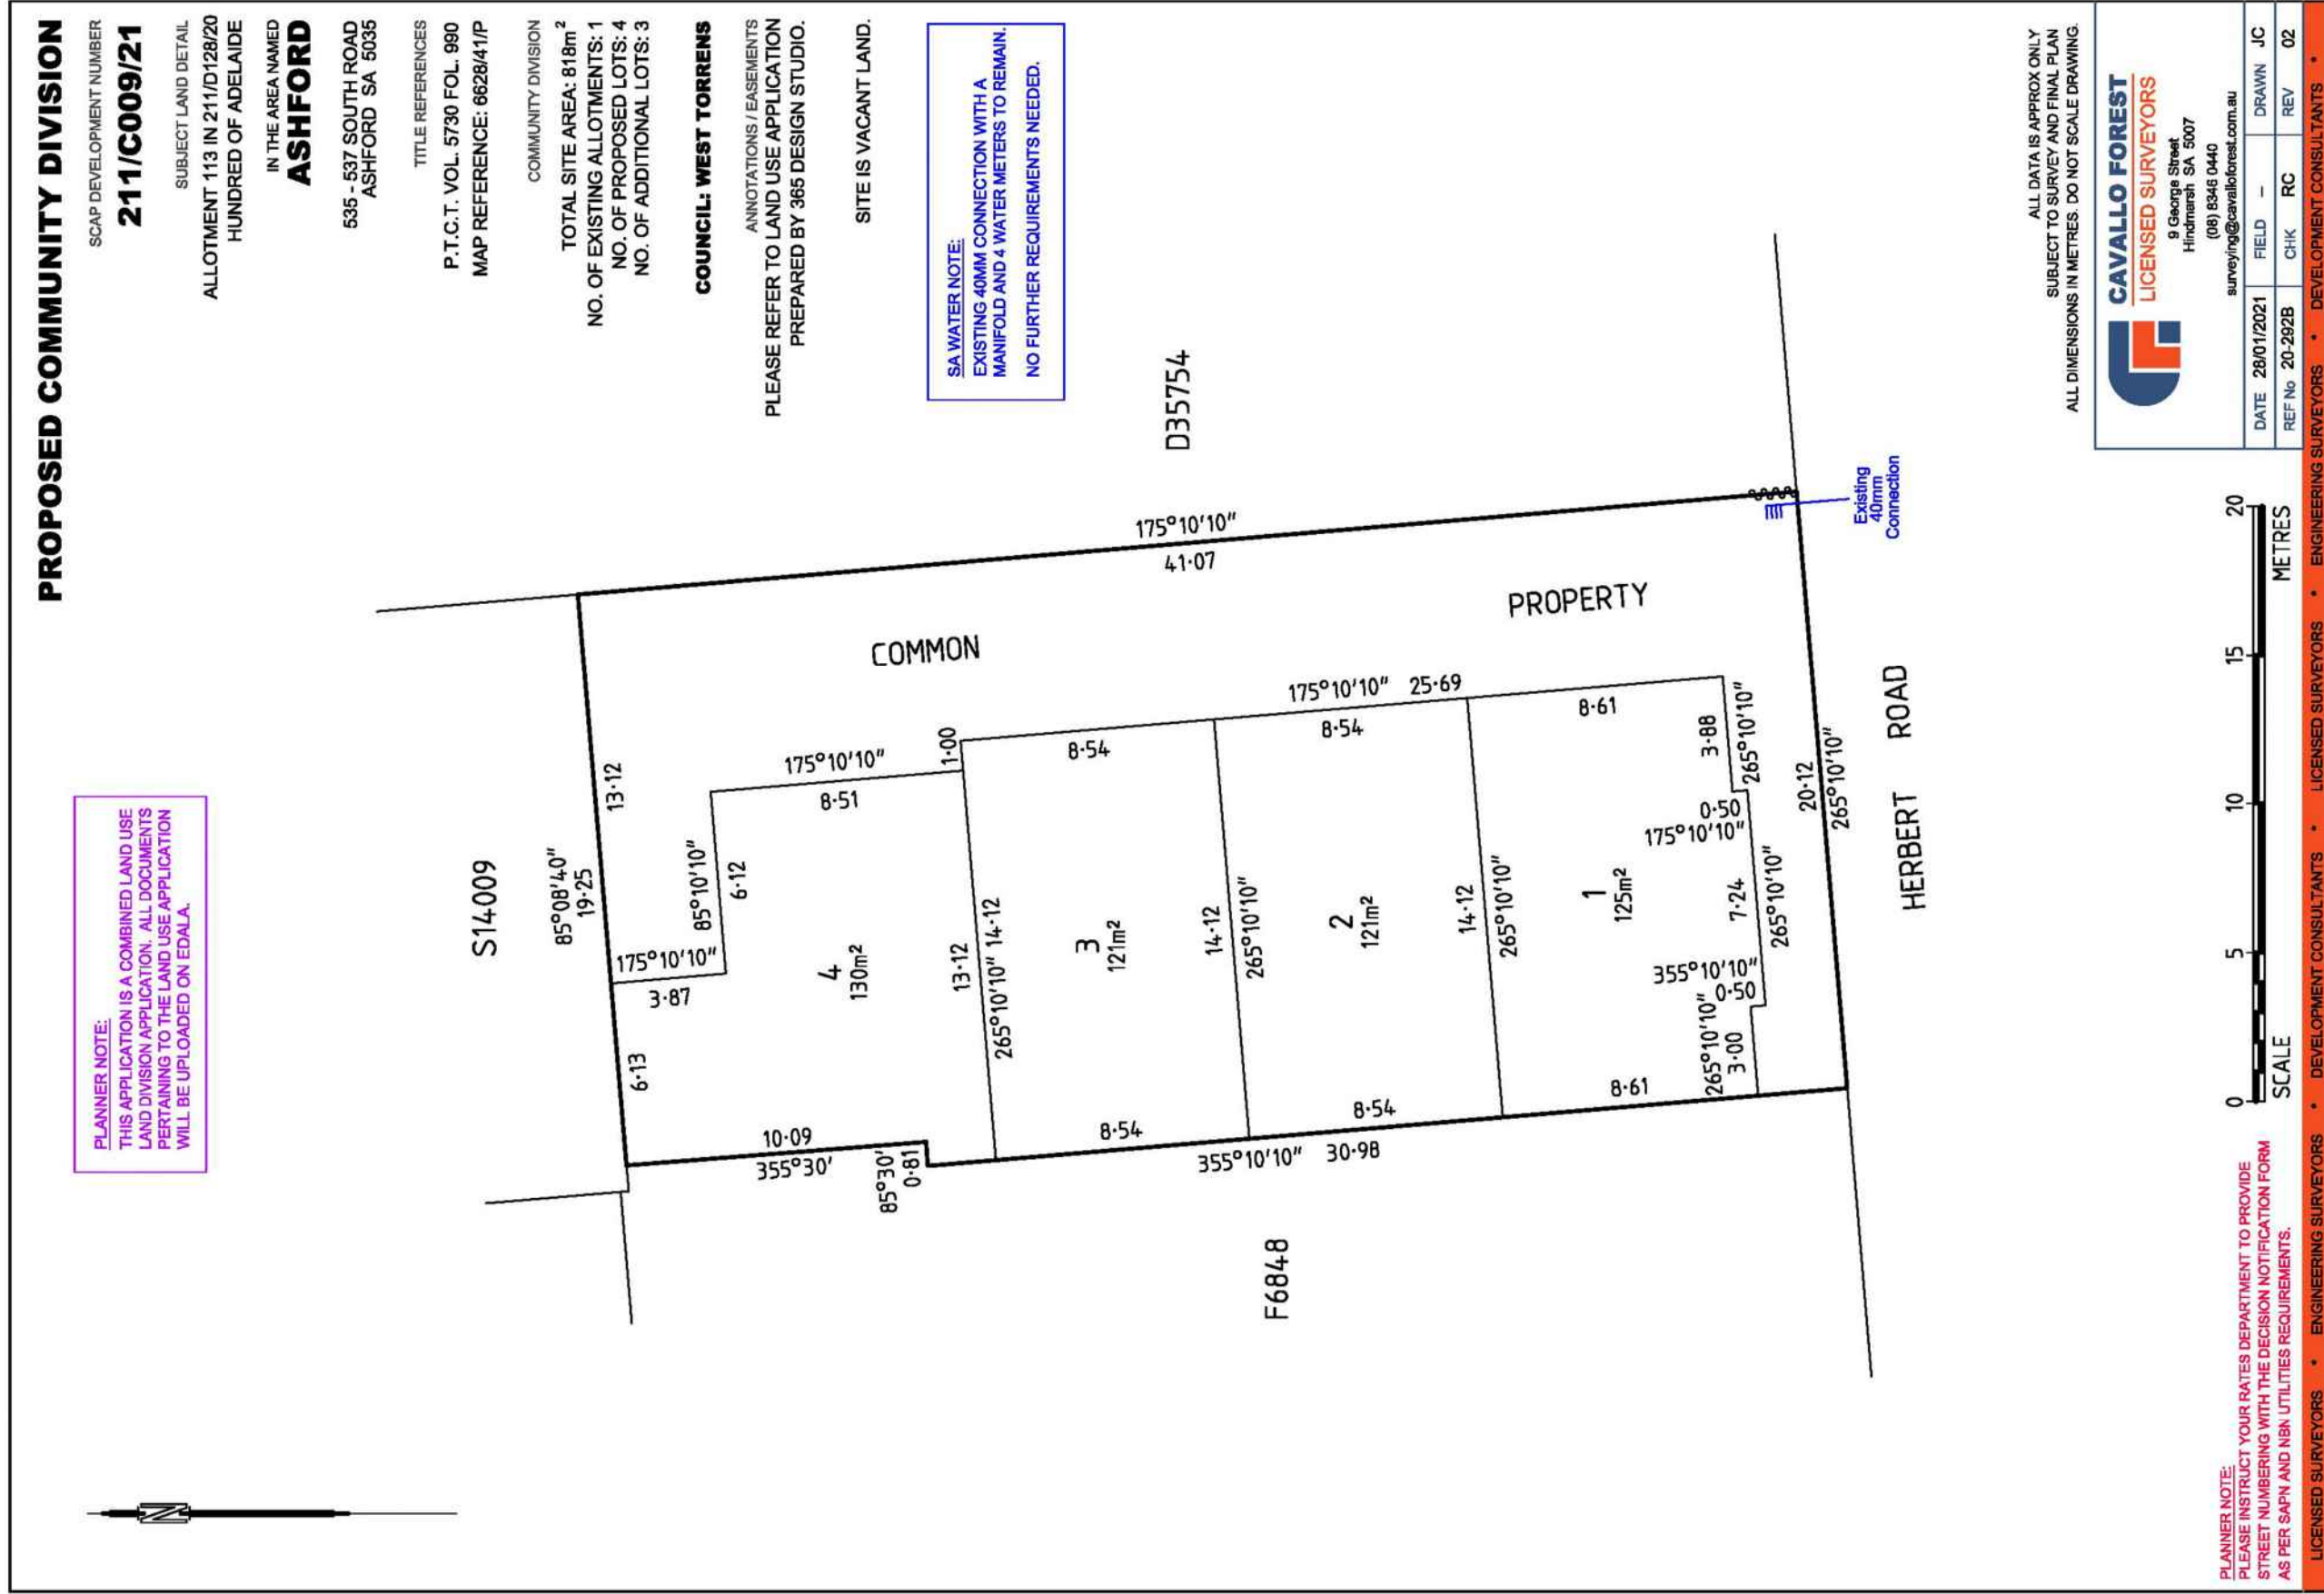 PROPOSED COMMUNITY DIVISION
SCAP DEVELOPMENT NUMBER
211/C009/21
SUBJECT LAND DETAIL
ALLOTMENT 113 IN 211/D128/20
HUNDRED OF ADELAIDE
IN THE AREA NAMED
ASHFORD
535 - 537 SOUTH ROAD
ASHFORD SA 5035
TITLE REFERENCES
P.T.C.T. VOL. 5730 FOL. 990
MAP REFERENCE: 6628/41/P
COMMUNITY DIVISION
TOTAL SITE AREA: 818m²
NO. OF EXISTING ALLOTMENTS: 1
NO. OF PROPOSED LOTS: 4
NO. OF ADDITIONAL LOTS: 3
COUNCIL: WEST TORRENS
ANNOTATIONS / EASEMENTS
PLEASE REFER TO LAND USE APPLICATION
PREPARED BY 365 DESIGN STUDIO.
SITE IS VACANT LAND.
SA WATER NOTE:
EXISTING 40MM CONNECTION WITH A
MANIFOLD AND 4 WATER METERS TO REMAIN.
NO FURTHER REQUIREMENTS NEEDED.
PLANNER NOTE:
THIS APPLICATION IS A COMBINED LAND USE
LAND DIVISION APPLICATION. ALL DOCUMENTS
PERTAINING TO THE LAND USE APPLICATION
WILL BE UPLOADED ON EDALA.
N
S14009
85°08'40"
19·25
13·12
6·13
175°10'10"
3·87
85°10'10"
6·12
175°10'10"
8·51
1·00
4
130m²
10·09
355°30'
85°30'
0·81
13·12
265°10'10" 14·12
COMMON
8·54
3
121m²
8·54
14·12
265°10'10"
175°10'10"
41·07
D35754
175°10'10" 25·69
8·54
2
121m²
8·54
355°10'10" 30·98
F6848
14·12
265°10'10"
PROPERTY
8·61
1
125m²
8·61
3·88
265°10'10"
0·50
175°10'10"
7·24
265°10'10"
355°10'10"
0·50
265°10'10"
3·00
20·12
265°10'10"
HERBERT ROAD
Existing
40mm
Connection
0 5 10 15 20
SCALE METRES
PLANNER NOTE:
PLEASE INSTRUCT YOUR RATES DEPARTMENT TO PROVIDE
STREET NUMBERING WITH THE DECISION NOTIFICATION FORM
AS PER SAPN AND NBN UTILITIES REQUIREMENTS.
ALL DATA IS APPROX ONLY
SUBJECT TO SURVEY AND FINAL PLAN
ALL DIMENSIONS IN METRES. DO NOT SCALE DRAWING.
CAVALLO FOREST
LICENSED SURVEYORS
9 George Street
Hindmarsh SA 5007
(08) 8346 0440
surveying@cavalloforest.com.au
DATE 28/01/2021 FIELD – DRAWN JC
REF No 20-292B CHK RC REV 02
LICENSED SURVEYORS • ENGINEERING SURVEYORS • DEVELOPMENT CONSULTANTS • LICENSED SURVEYORS • ENGINEERING SURVEYORS • DEVELOPMENT CONSULTANTS •